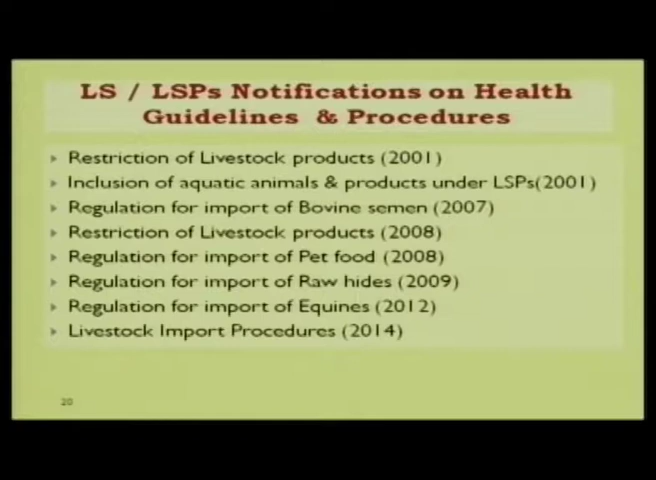 LS / LSPs Notifications on Health
Guidelines & Procedures
Restriction of Livestock products (2001)
Inclusion of aquatic animals & products under LSPs(2001)
Regulation for import of Bovine semen (2007)
Restriction of Livestock products (2008)
Regulation for import of Pet food (2008)
Regulation for import of Raw hides (2009)
Regulation for import of Equines (2012)
Livestock Import Procedures (2014)
20